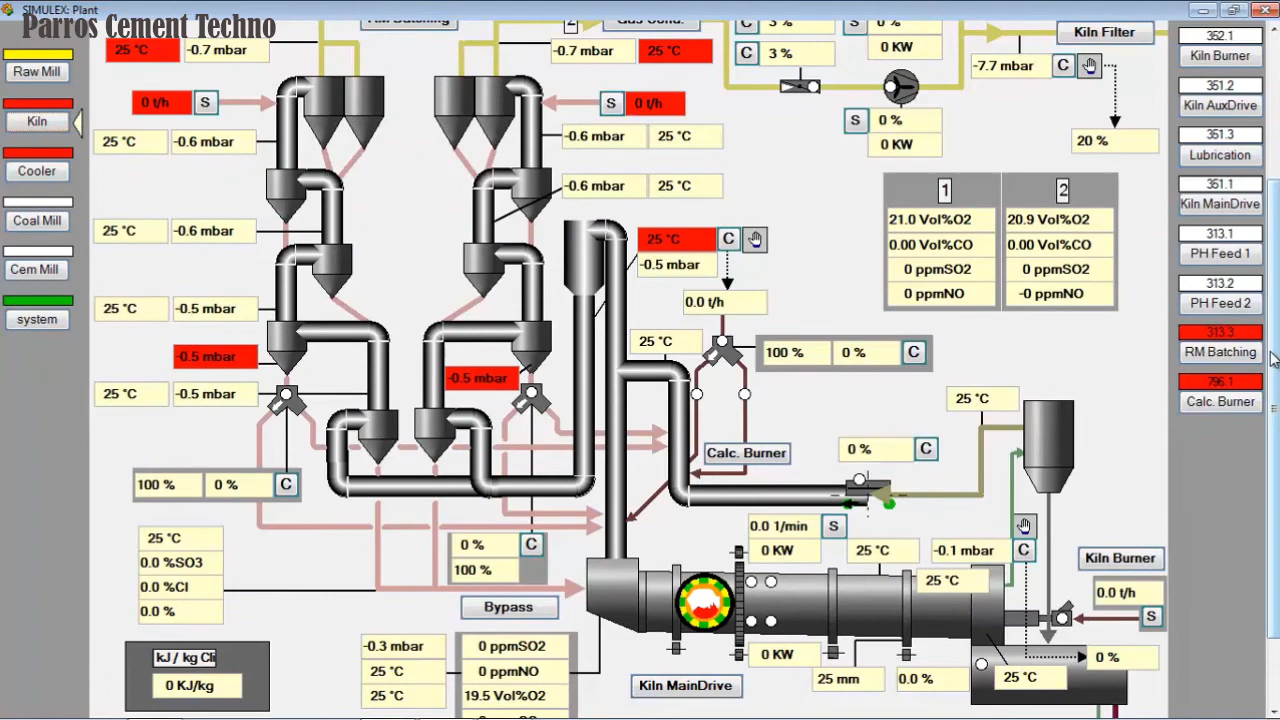 SIMULEX: Plant
Parros Cement Techno
RM Batching
2
Gas Cond.
C 3 %
C 3 %
S 0 %
0 KW
Kiln Filter
-7.7 mbar C
20 %
S 0 %
0 KW
25 °C -0.7 mbar
-0.7 mbar 25 °C
0 t/h S
S 0 t/h
25 °C -0.6 mbar
-0.6 mbar 25 °C
-0.6 mbar 25 °C
25 °C -0.6 mbar
25 °C -0.5 mbar
-0.5 mbar
-0.5 mbar
25 °C -0.5 mbar
100 % 0 % C
0 % C
100 %
25 °C C
-0.5 mbar
0.0 t/h
25 °C
100 % 0 % C
Calc. Burner
1 2
21.0 Vol%O2 20.9 Vol%O2
0.00 Vol%CO 0.00 Vol%CO
0 ppmSO2 0 ppmSO2
0 ppmNO -0 ppmNO
25 °C
0 % C
0.0 1/min S
0 KW
25 °C
-0.1 mbar C
25 °C
Kiln Burner
0.0 t/h
S
0 %
25 °C
0 KW
25 mm
0.0 %
Kiln MainDrive
Bypass
25 °C
0.0 %SO3
0.0 %Cl
0.0 %
kJ / kg Cli
0 KJ/kg
-0.3 mbar
25 °C
25 °C
0 ppmSO2
0 ppmNO
19.5 Vol%O2
Raw Mill
Kiln
Cooler
Coal Mill
Cem Mill
system
352.1
Kiln Burner
351.2
Kiln AuxDrive
351.3
Lubrication
351.1
Kiln MainDrive
313.1
PH Feed 1
313.2
PH Feed 2
313.3
RM Batching
796.1
Calc. Burner